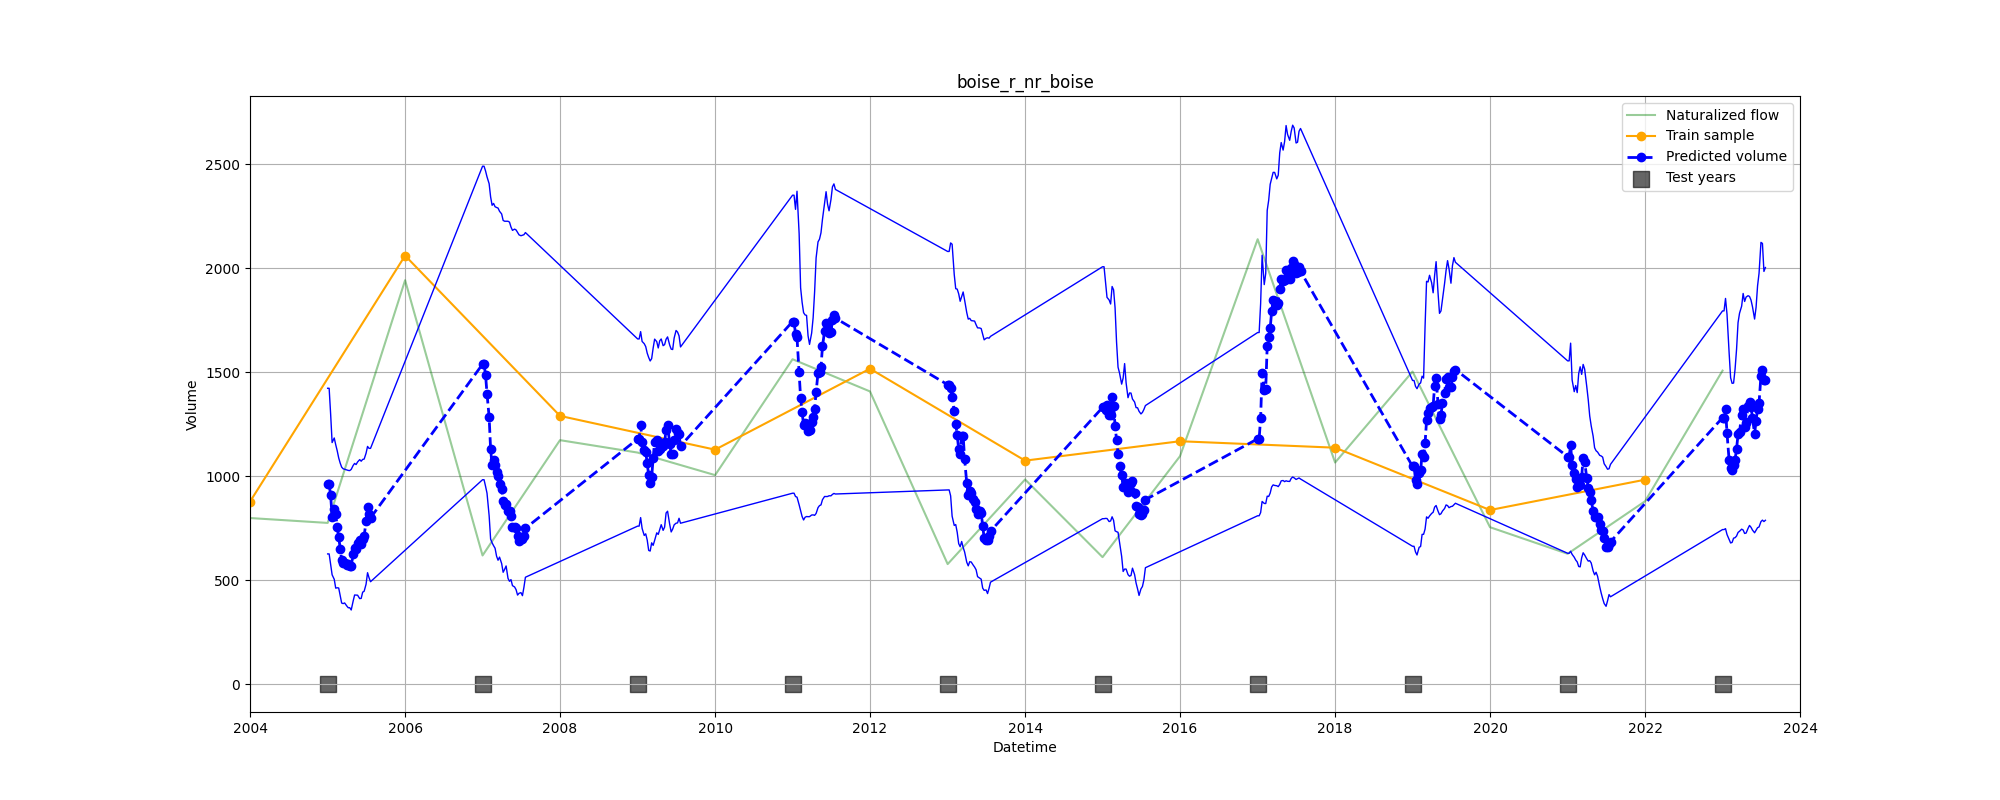 boise_r_nr_boise
Naturalized flow
Train sample
Predicted volume
Test years
Volume
2500
2000
1500
1000
500
0
2004 2006 2008 2010 2012 2014 2016 2018 2020 2022 2024
Datetime